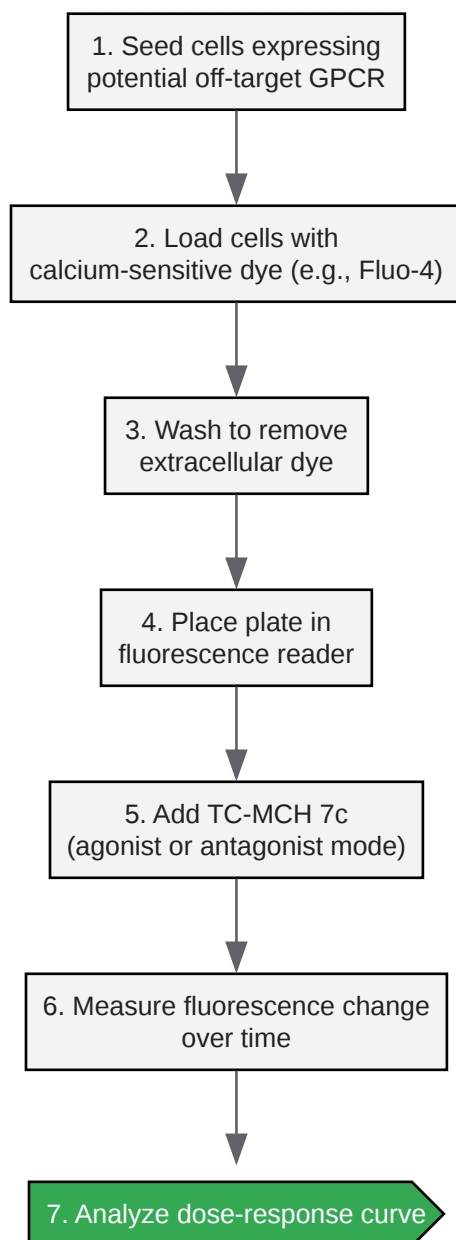 1. Seed cells expressing
potential off-target GPCR
2. Load cells with
calcium-sensitive dye (e.g., Fluo-4)
3. Wash to remove
extracellular dye
4. Place plate in
fluorescence reader
5. Add TC-MCH 7c
(agonist or antagonist mode)
6. Measure fluorescence change
over time
7. Analyze dose-response curve